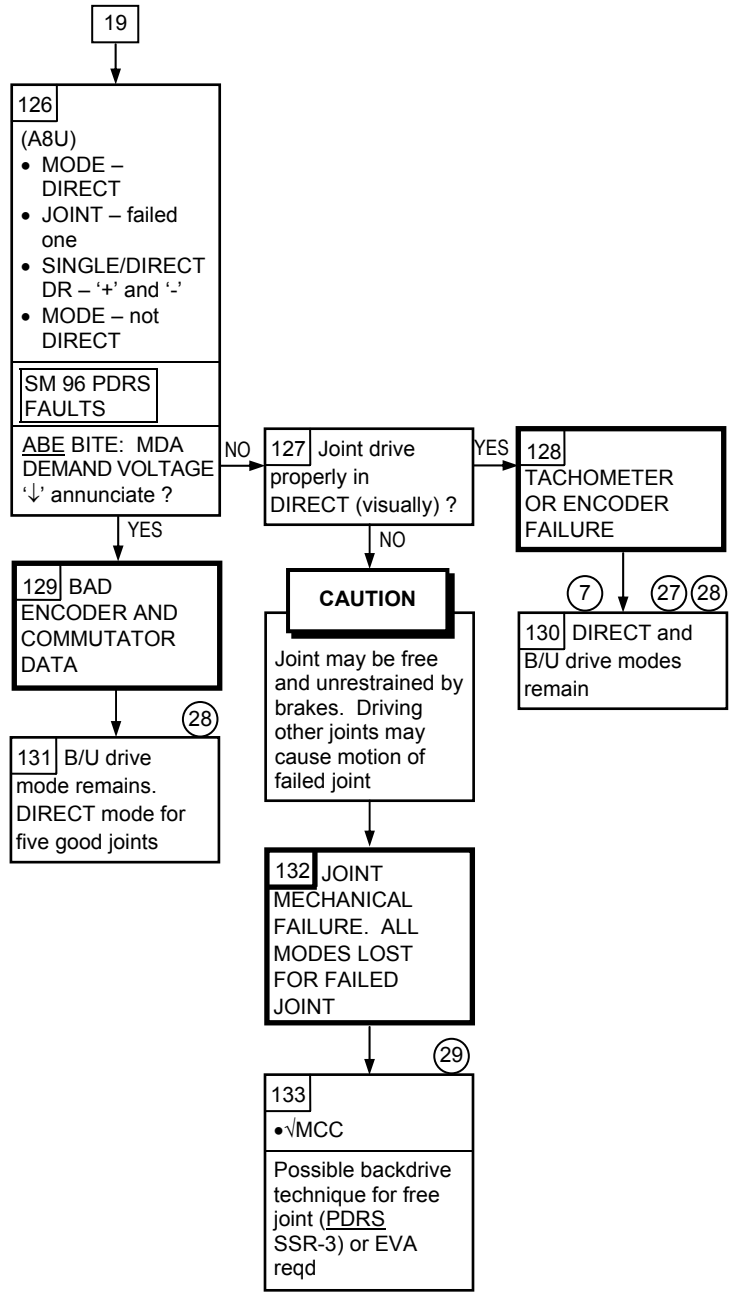 19
126
(A8U)
• MODE –
DIRECT
• JOINT – failed
one
• SINGLE/DIRECT
DR – ‘+’ and ‘-’
• MODE – not
DIRECT
SM 96 PDRS
FAULTS
ABE BITE: MDA
DEMAND VOLTAGE
‘↓’ annunciate ?
NO
127 Joint drive
properly in
DIRECT (visually) ?
YES
128
TACHOMETER
OR ENCODER
FAILURE
YES
NO
129 BAD
ENCODER AND
COMMUTATOR
DATA
CAUTION
Joint may be free
and unrestrained by
brakes. Driving
other joints may
cause motion of
failed joint
7
27
28
130 DIRECT and
B/U drive modes
remain
28
131 B/U drive
mode remains.
DIRECT mode for
five good joints
132 JOINT
MECHANICAL
FAILURE. ALL
MODES LOST
FOR FAILED
JOINT
29
133
•√MCC
Possible backdrive
technique for free
joint (PDRS
SSR-3) or EVA
reqd